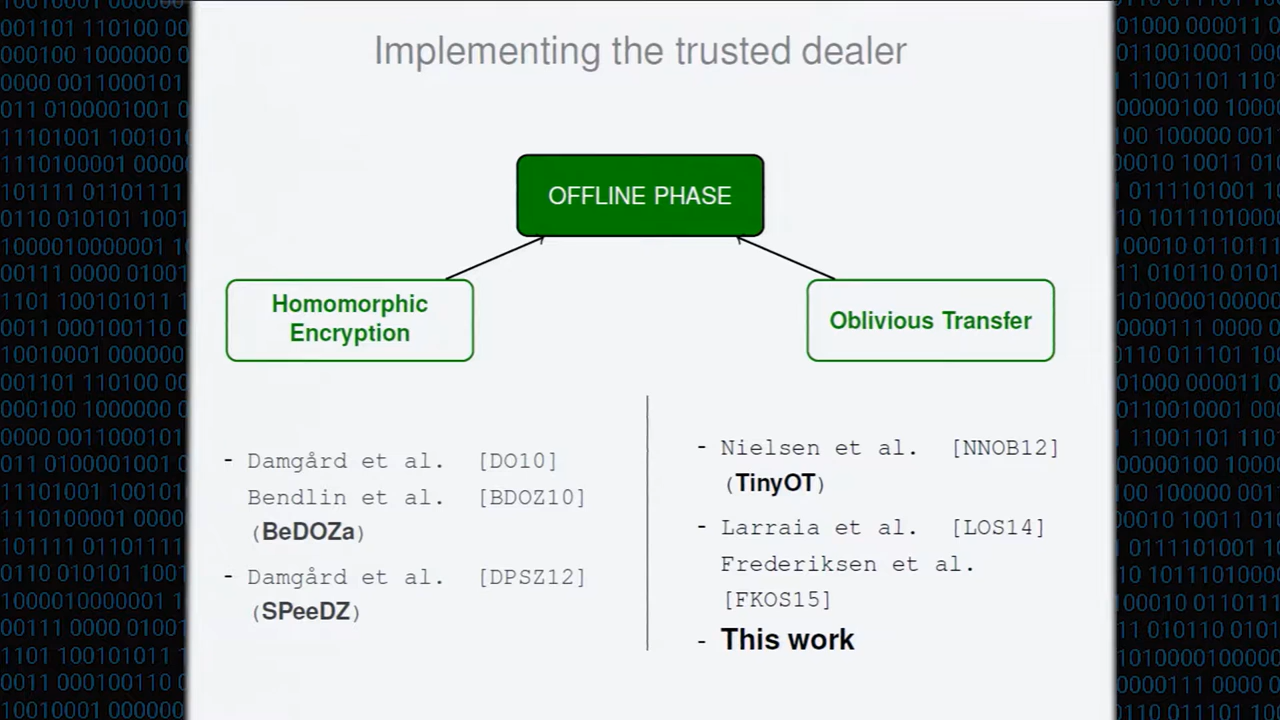 Implementing the trusted dealer
OFFLINE PHASE
Homomorphic
Encryption
Oblivious Transfer
- Damgård et al. [DO10]
Bendlin et al. [BDOZ10]
(BeDOZa)
- Damgård et al. [DPSZ12]
(SPeeDZ)
- Nielsen et al. [NNOB12]
(TinyOT)
- Larraia et al. [LOS14]
Frederiksen et al.
[FKOS15]
- This work